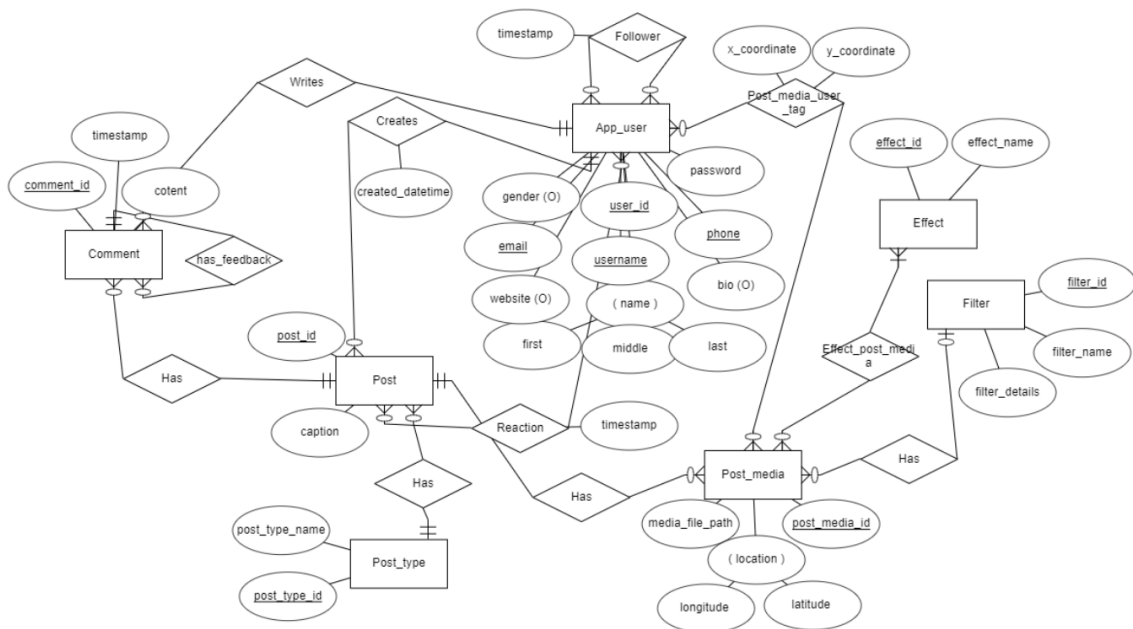 timestamp
Follower
x_coordinate
y_coordinate
Writes
Post_media_user
_tag
timestamp
Creates
App_user
effect_id
effect_name
comment_id
cotent
created_datetime
gender (O)
user_id
password
Effect
Comment
has_feedback
email
username
phone
website (O)
( name )
bio (O)
filter_id
Filter
post_id
first
middle
last
Effect_post_medi
a
filter_name
Has
Post
filter_details
caption
Reaction
timestamp
Has
Has
Has
Post_media
post_type_name
Post_type
media_file_path
post_media_id
( location )
post_type_id
longitude
latitude